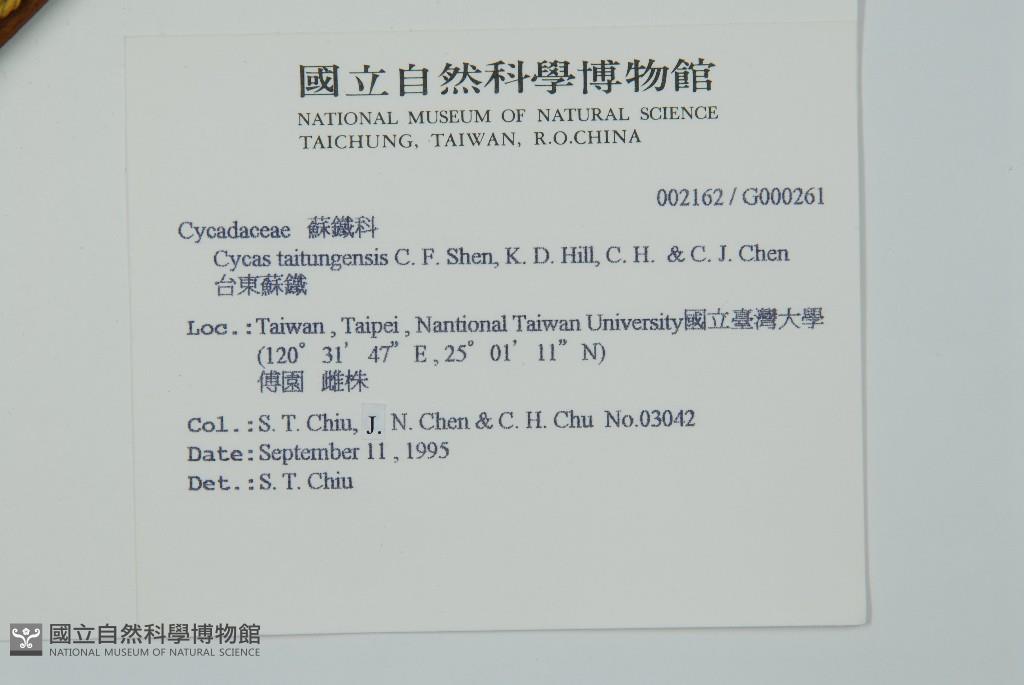 國立自然科學博物館
NATIONAL MUSEUM OF NATURAL SCIENCE
TAICHUNG, TAIWAN, R.O.CHINA
002162 / G000261
Cycadaceae 蘇鐵科
Cycas taitungensis C. F. Shen, K. D. Hill, C. H. & C. J. Chen
台東蘇鐵
Loc.:Taiwan , Taipei , Nantional Taiwan University國立臺灣大學
(120° 31' 47” E , 25° 01' 11” N)
傅園 雌株
Col.:S. T. Chiu, J. N. Chen & C. H. Chu No.03042
Date:September 11 , 1995
Det.:S. T. Chiu
國立自然科學博物館
NATIONAL MUSEUM OF NATURAL SCIENCE